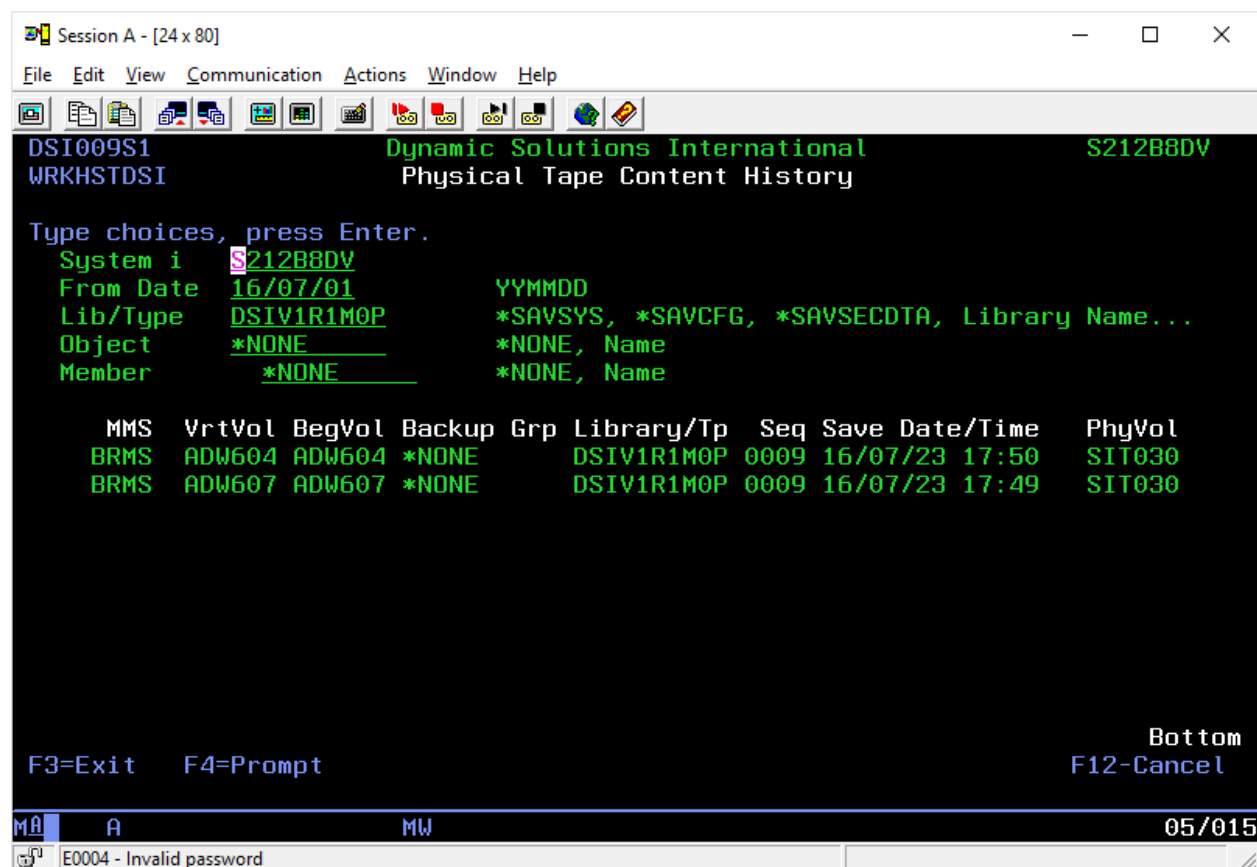 Session A - [24 x 80]
File Edit View Communication Actions Window Help
DSI009S1 Dynamic Solutions International S212B8DV
WRKHSTDSI Physical Tape Content History
Type choices, press Enter.
System i S212B8DV
From Date 16/07/01 YYMMDD
Lib/Type DSIV1R1M0P *SAVSYS, *SAVCFG, *SAVSECDTA, Library Name...
Object *NONE *NONE, Name
Member *NONE *NONE, Name
MMS VrtVol BegVol Backup Grp Library/Tp Seq Save Date/Time PhyVol
BRMS ADW604 ADW604 *NONE DSIV1R1M0P 0009 16/07/23 17:50 SIT030
BRMS ADW607 ADW607 *NONE DSIV1R1M0P 0009 16/07/23 17:49 SIT030
Bottom
F3=Exit F4=Prompt F12-Cancel
MA A MW 05/015
E0004 - Invalid password